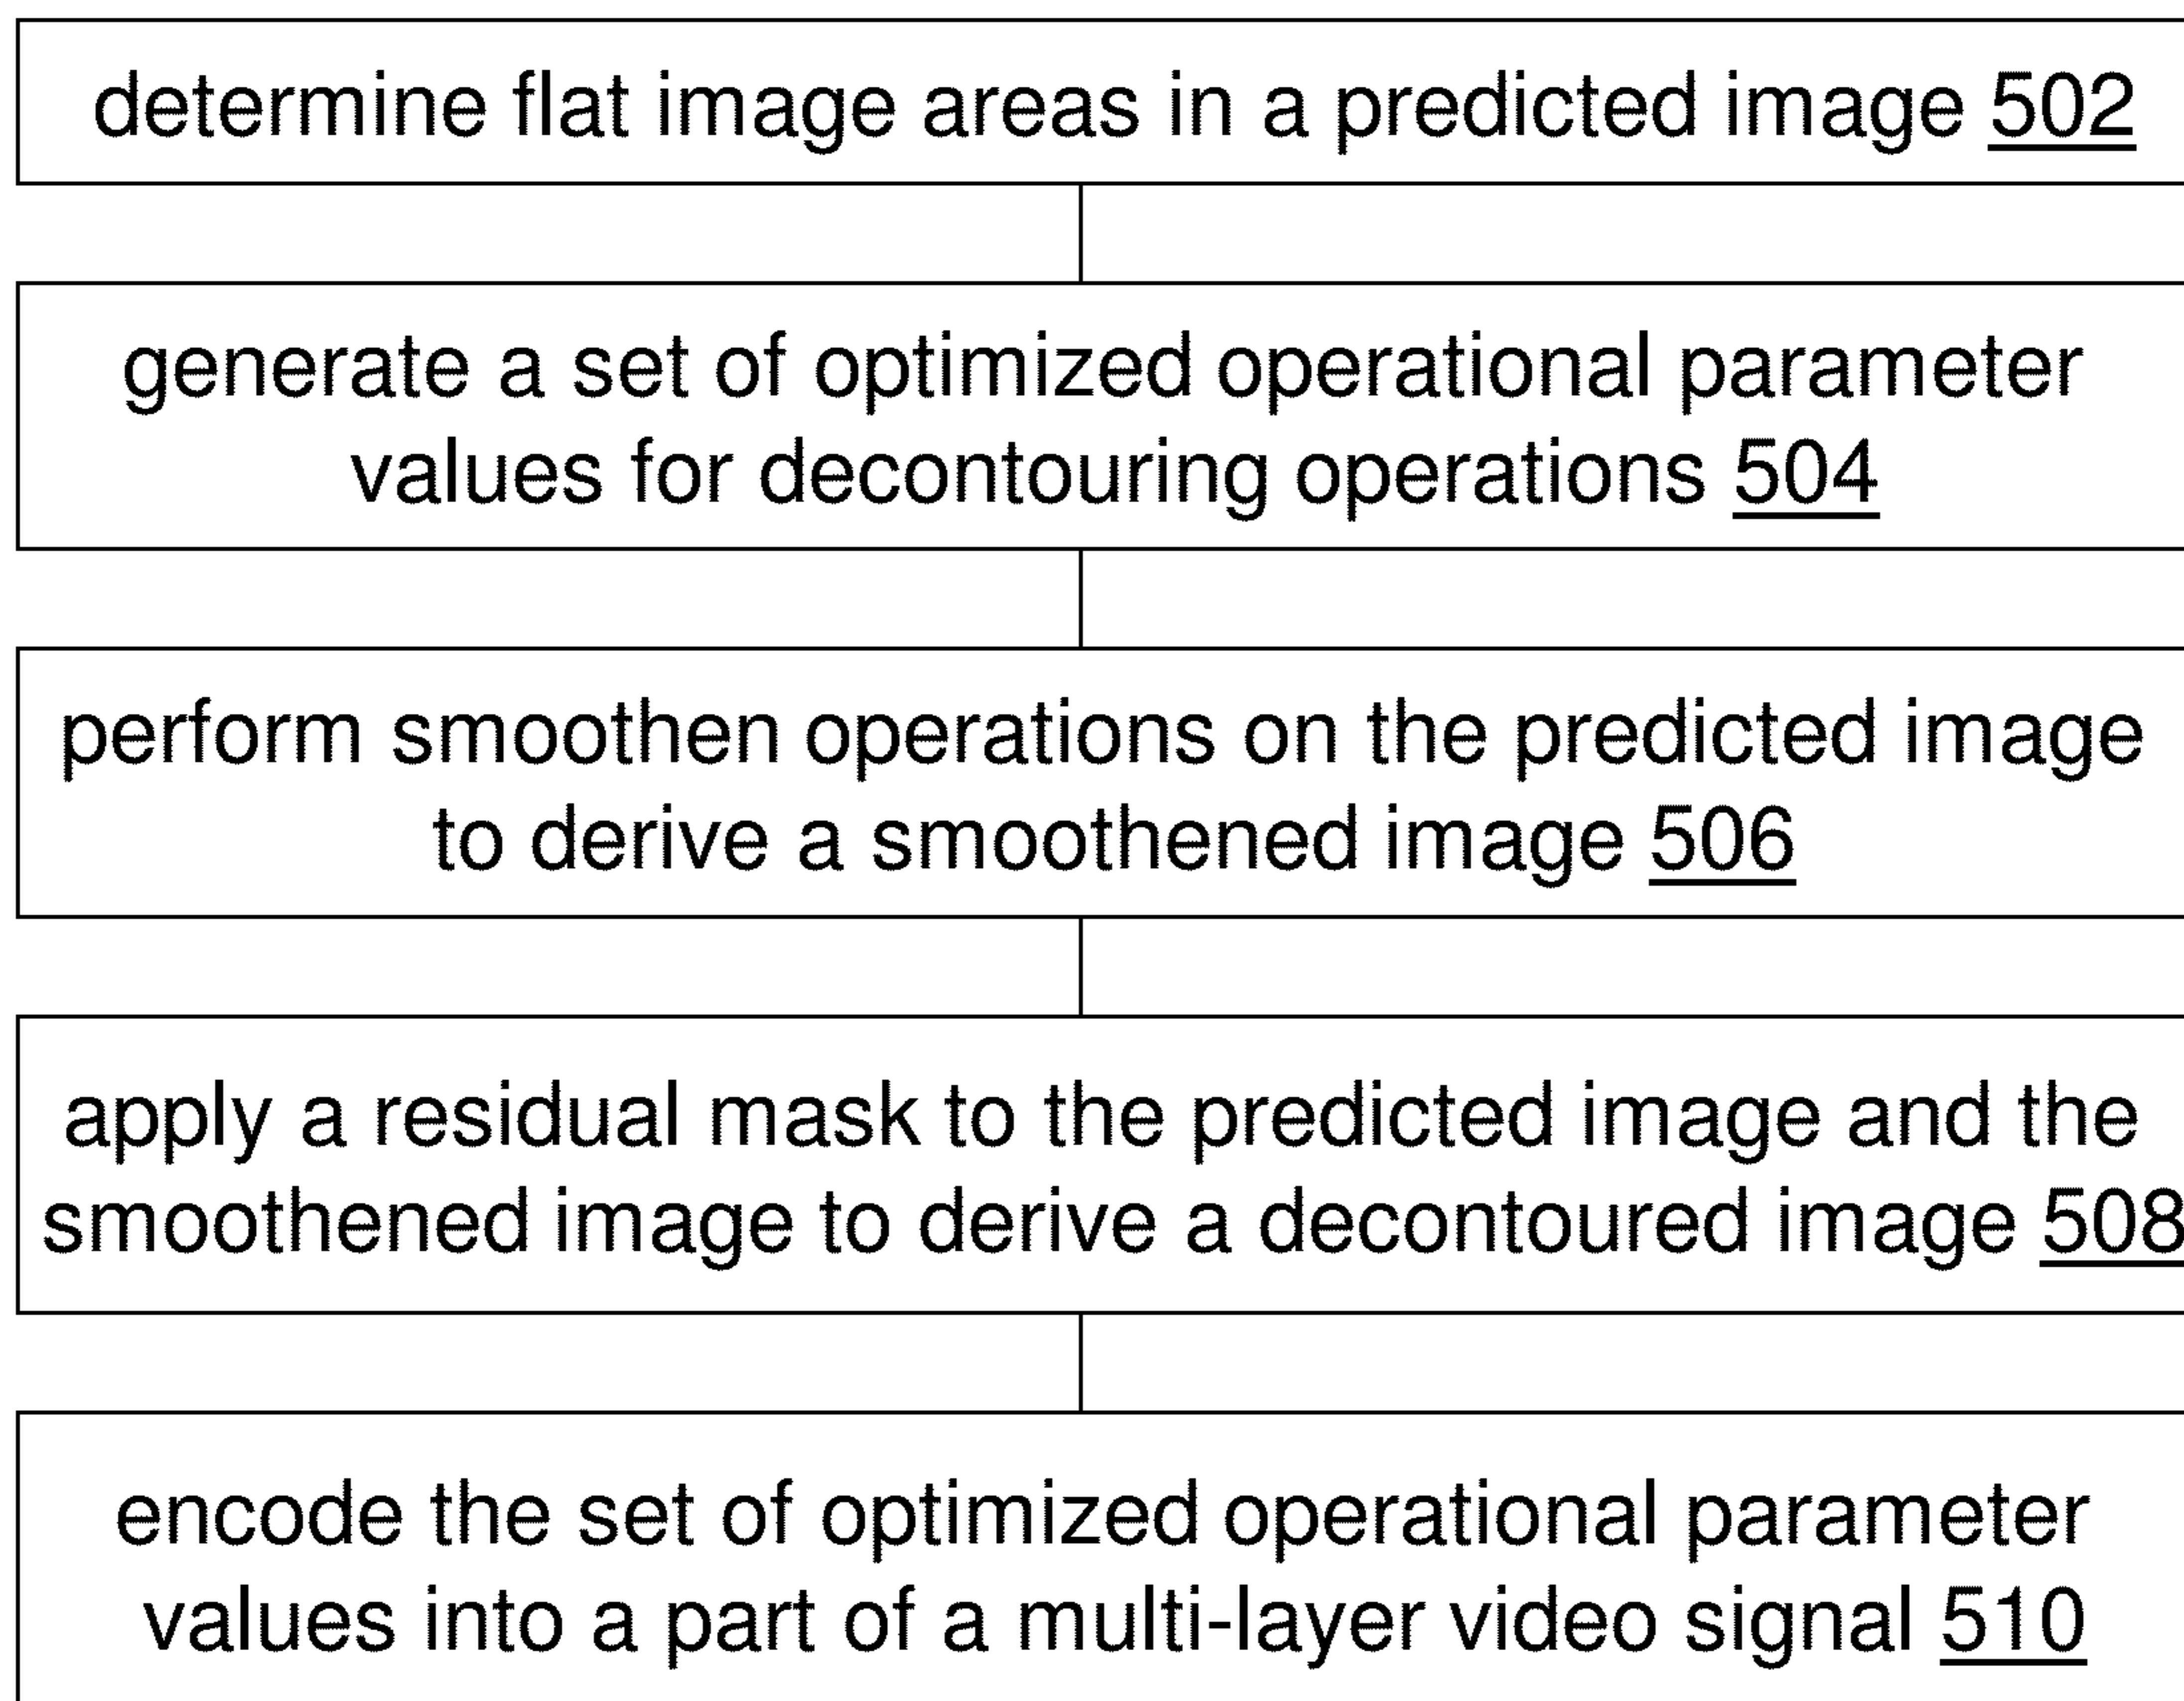 determine flat image areas in a predicted image 502
generate a set of optimized operational parameter
values for decontouring operations 504
perform smoothen operations on the predicted image
to derive a smoothened image 506
apply a residual mask to the predicted image and the
smoothened image to derive a decontoured image 508
encode the set of optimized operational parameter
values into a part of a multi-layer video signal 510